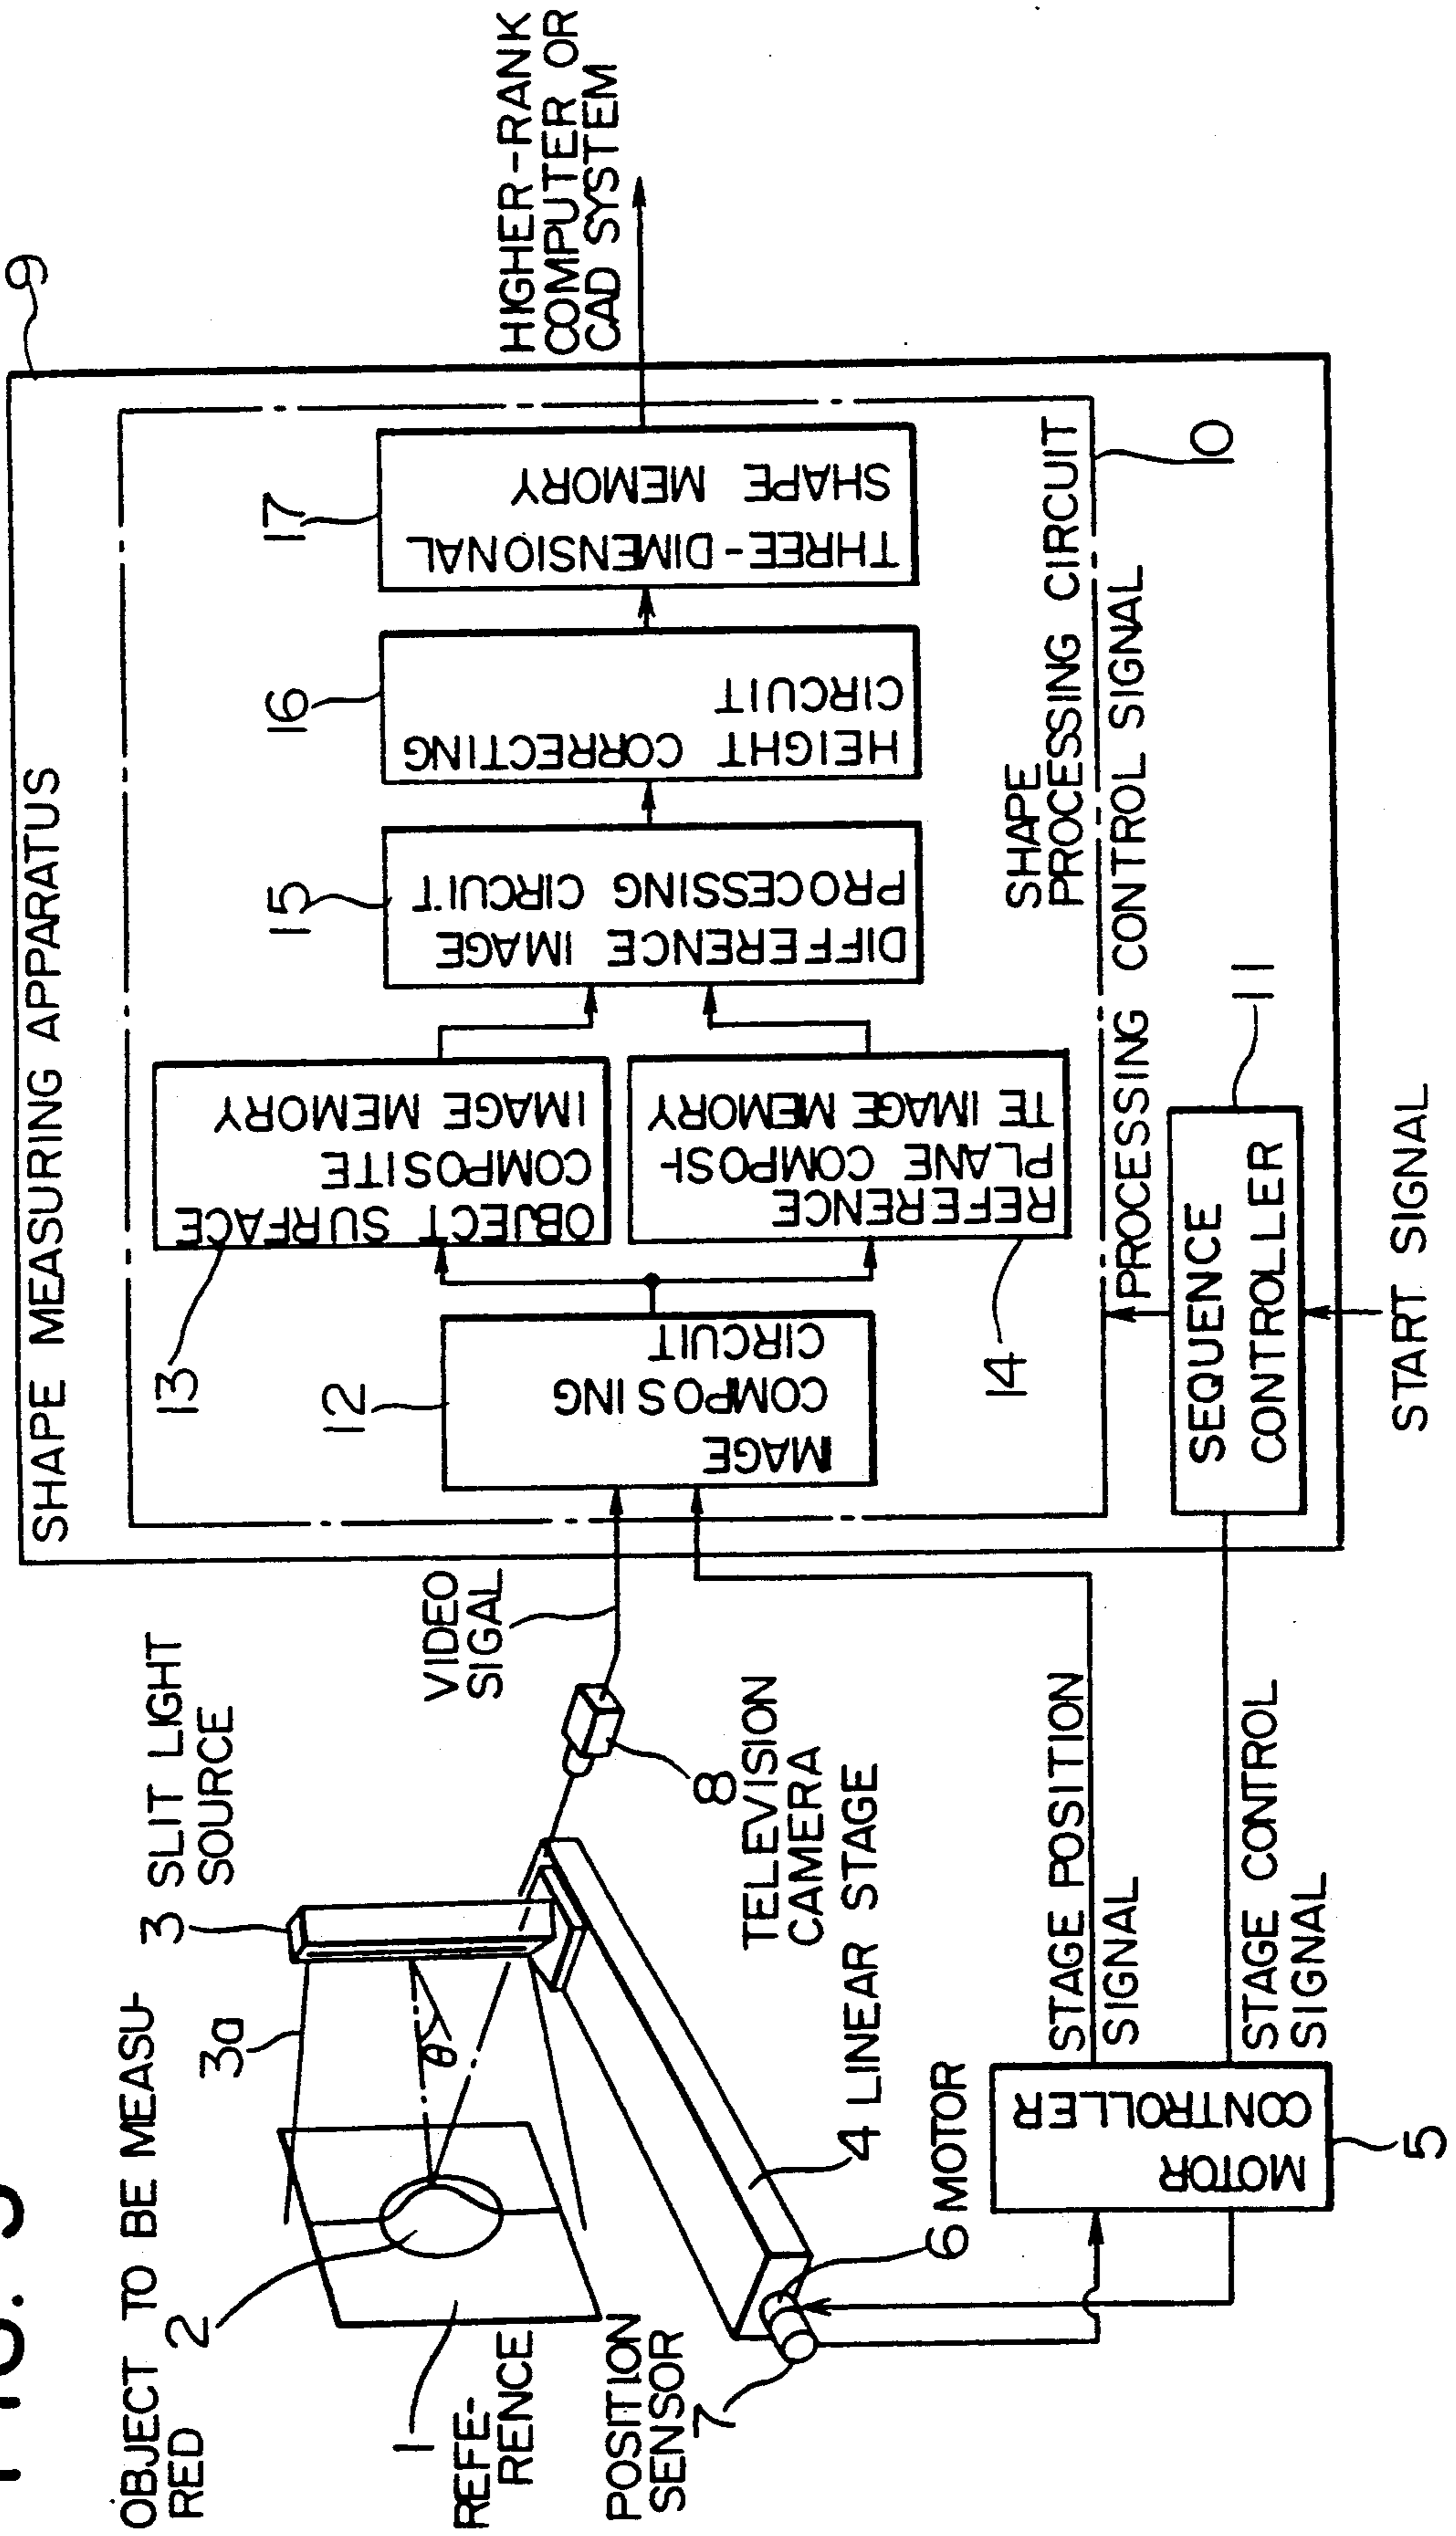 FIG. 9
SHAPE MEASURING APPARATUS
9
OBJECT TO BE MEASU-
RED
2
3a
3 SLIT LIGHT
SOURCE
θ
1
REFE-
RENCE
POSITION
SENSOR
7
6 MOTOR
4 LINEAR STAGE
8
TELEVISION
CAMERA
VIDEO
SIGAL
MOTOR
CONTROLLER
5
STAGE POSITION
SIGNAL
STAGE CONTROL
SIGNAL
12
IMAGE
COMPOSING
CIRCUIT
13
OBJECT SURFACE
COMPOSITE
IMAGE MEMORY
14
REFERENCE
PLANE COMPOSI-
TE IMAGE MEMORY
15
DIFFERENCE IMAGE
PROCESSING CIRCUIT
16
HEIGHT CORRECTING
CIRCUIT
17
THREE-DIMENSIONAL
SHAPE MEMORY
HIGHER-RANK
COMPUTER OR
CAD SYSTEM
SHAPE
PROCESSING CIRCUIT
10
PROCESSING CONTROL SIGNAL
11
SEQUENCE
CONTROLLER
START SIGNAL